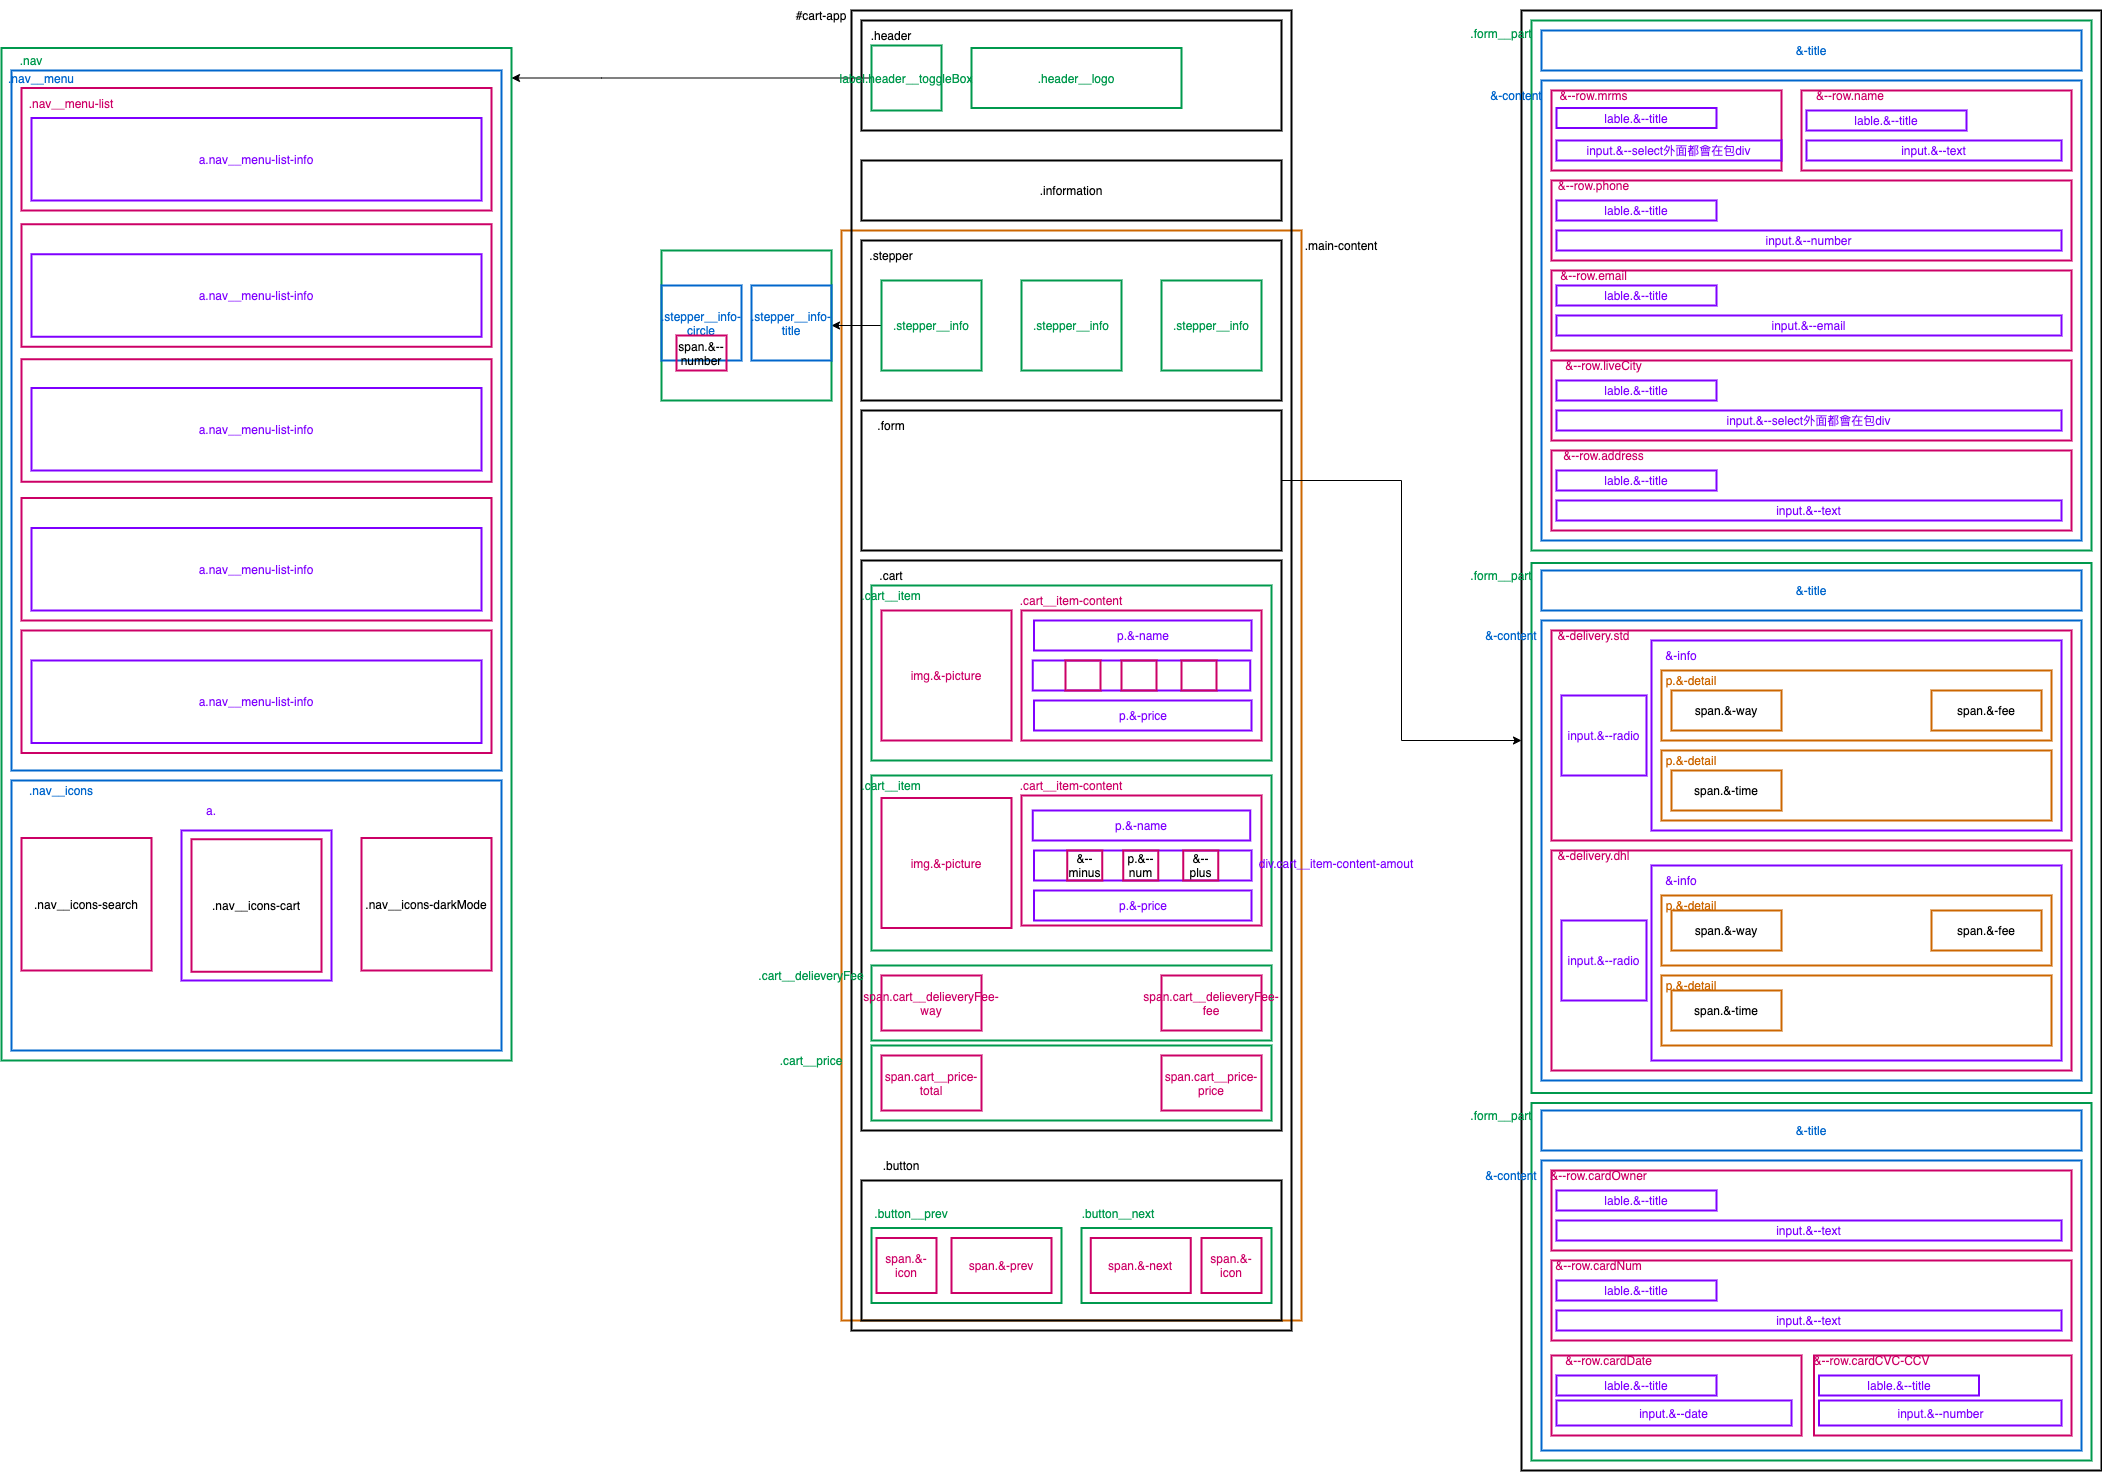 .nav
.nav__menu
.nav__menu-list
a.nav__menu-list-info
a.nav__menu-list-info
a.nav__menu-list-info
a.nav__menu-list-info
a.nav__menu-list-info
.nav__icons
a.
.nav__icons-search
.nav__icons-cart
.nav__icons-darkMode
#cart-app
.header
label.header__toggleBox
.header__logo
.information
.main-content
.stepper
.stepper__info
.stepper__info
.stepper__info
.stepper__info-
circle
span.&--
number
.stepper__info-
title
.form
.cart
.cart__item
img.&-picture
.cart__item-content
p.&-name
p.&-price
.cart__item
img.&-picture
.cart__item-content
p.&-name
&--
minus
p.&--
num
&--
plus
div.cart__item-content-amout
p.&-price
.cart__delieveryFee
span.cart__delieveryFee-
way
span.cart__delieveryFee-
fee
.cart__price
span.cart__price-
total
span.cart__price-
price
.button
.button__prev
span.&-
icon
span.&-prev
.button__next
span.&-next
span.&-
icon
.form__part
&-title
&-content
&--row.mrms
lable.&--title
input.&--select外面都會在包div
&--row.name
lable.&--title
input.&--text
&--row.phone
lable.&--title
input.&--number
&--row.email
lable.&--title
input.&--email
&--row.liveCity
lable.&--title
input.&--select外面都會在包div
&--row.address
lable.&--title
input.&--text
.form__part
&-title
&-content
&-delivery.std
input.&--radio
&-info
p.&-detail
span.&-way
span.&-fee
p.&-detail
span.&-time
&-delivery.dhl
input.&--radio
&-info
p.&-detail
span.&-way
span.&-fee
p.&-detail
span.&-time
.form__part
&-title
&-content
&--row.cardOwner
lable.&--title
input.&--text
&--row.cardNum
lable.&--title
input.&--text
&--row.cardDate
lable.&--title
input.&--date
&--row.cardCVC-CCV
lable.&--title
input.&--number